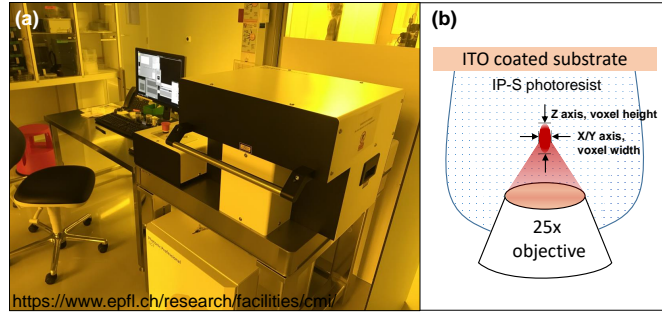 (a)
https://www.epfl.ch/research/facilities/cmi/
(b)
ITO coated substrate
IP-S photoresist
Z axis, voxel height
X/Y axis,
voxel width
25x
objective